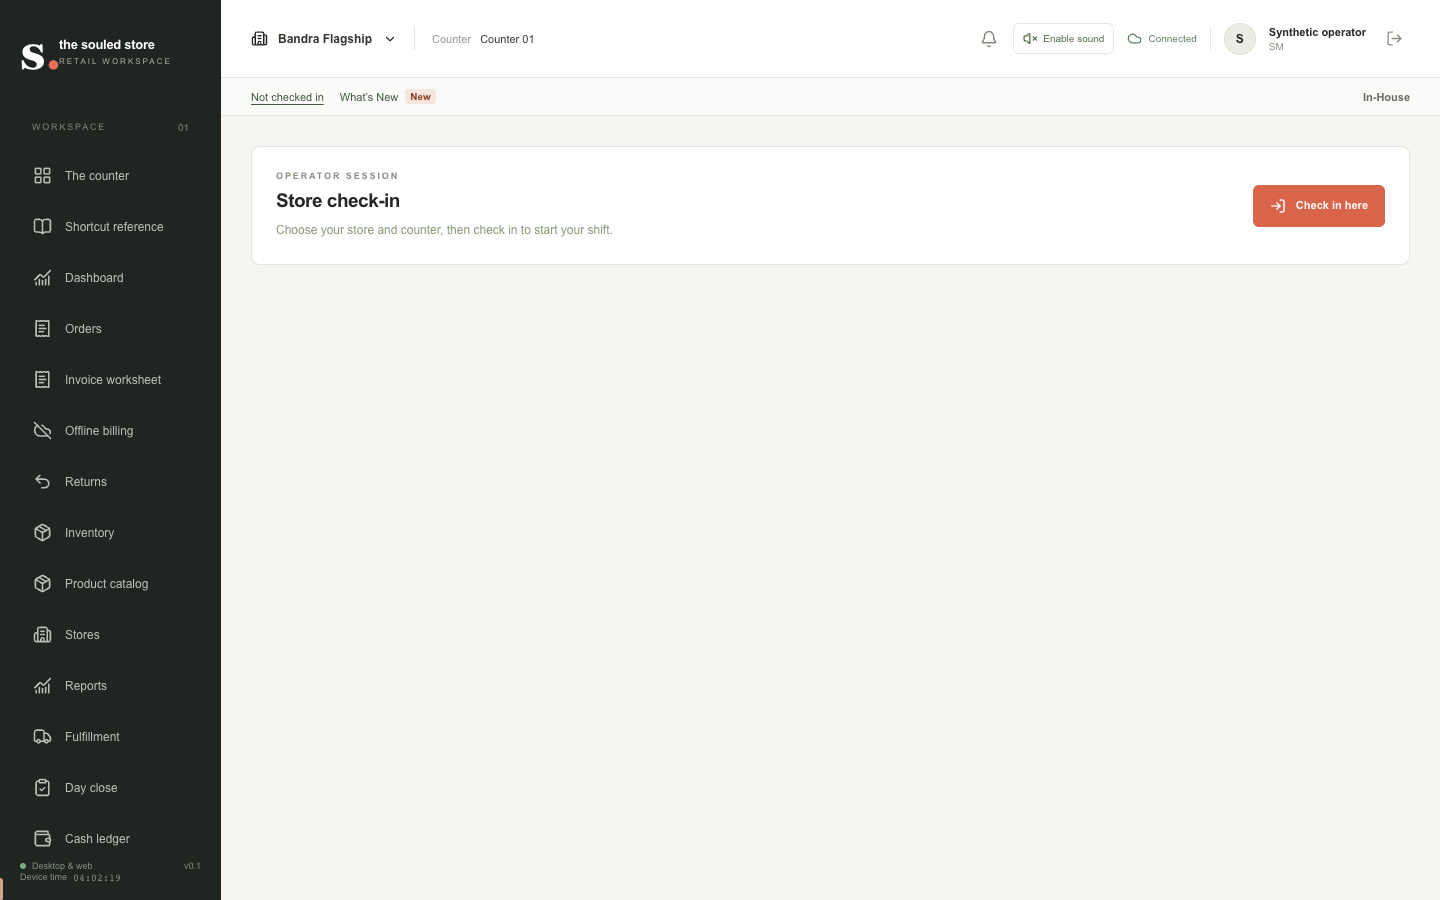 S.
the souled store
RETAIL WORKSPACE
WORKSPACE 01
The counter
Shortcut reference
Dashboard
Orders
Invoice worksheet
Offline billing
Returns
Inventory
Product catalog
Stores
Reports
Fulfillment
Day close
Cash ledger
Desktop & web v0.1
Device time 04:02:19
Bandra Flagship Counter Counter 01
Enable sound Connected S Synthetic operator
SM
Not checked in What's New New In-House
OPERATOR SESSION
Store check-in
Choose your store and counter, then check in to start your shift.
Check in here